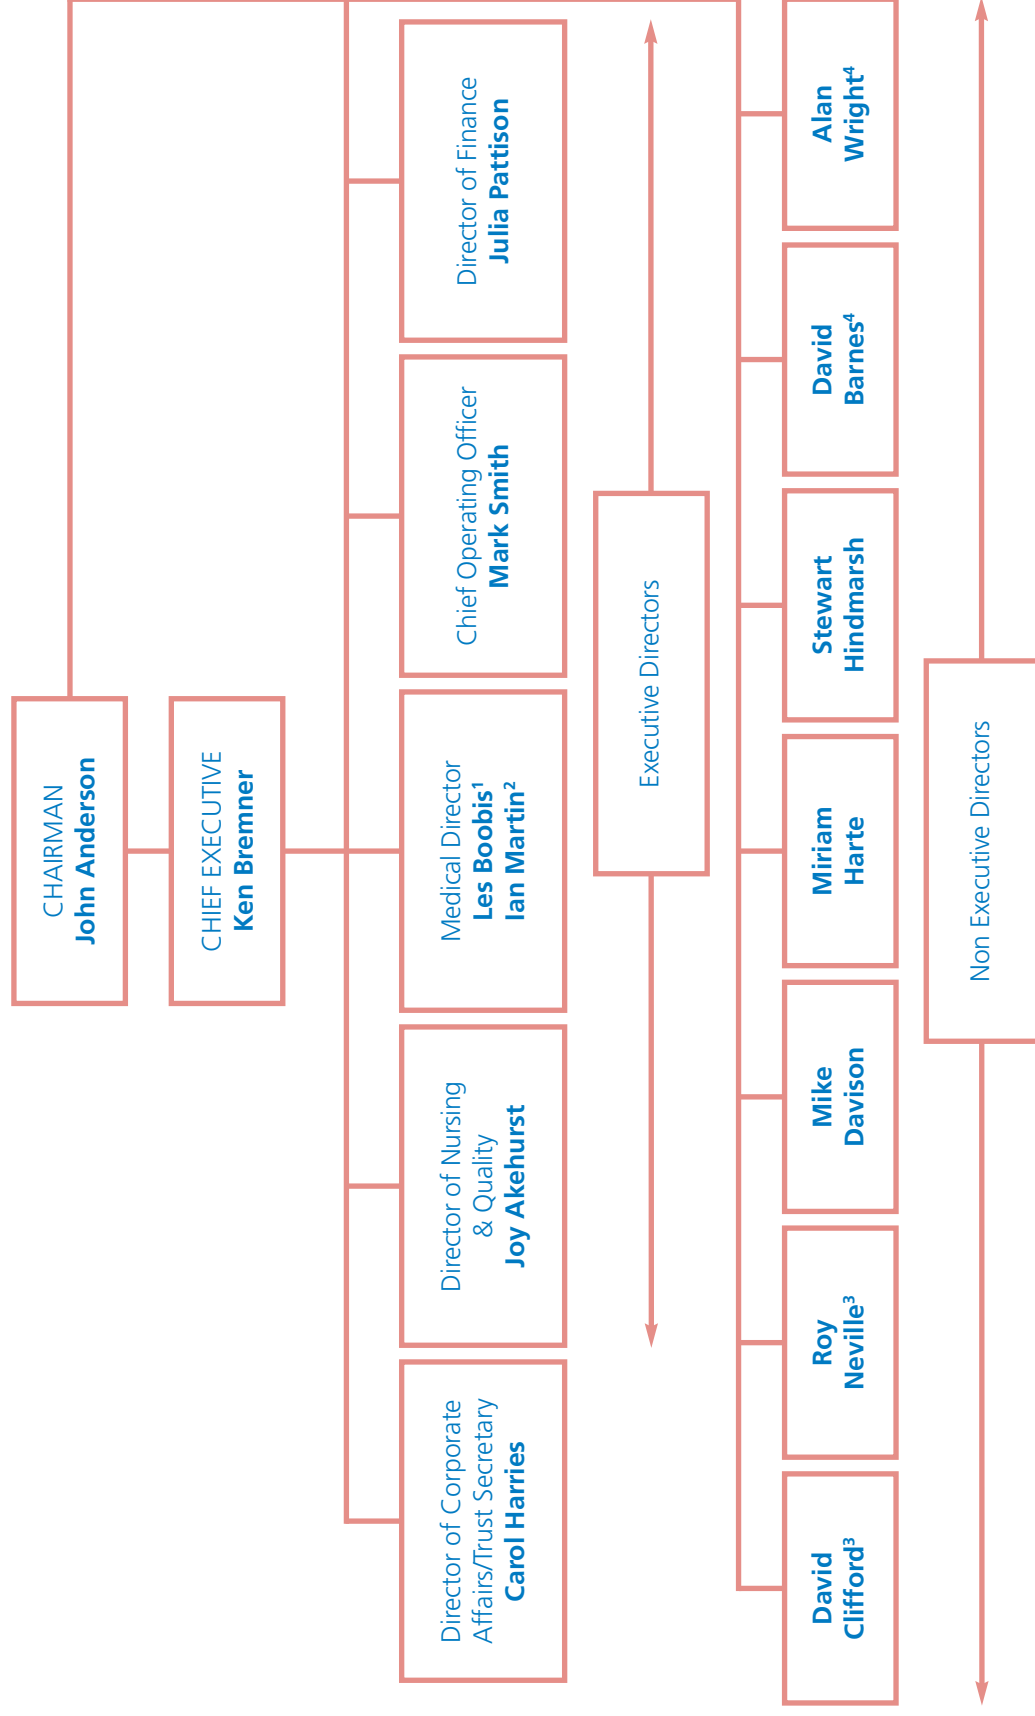 CHAIRMAN
John Anderson
CHIEF EXECUTIVE
Ken Bremner
Director of Corporate
Affairs/Trust Secretary
Carol Harries
Director of Nursing
& Quality
Joy Akehurst
Medical Director
Les Boobis¹
Ian Martin²
Chief Operating Officer
Mark Smith
Director of Finance
Julia Pattison
Executive Directors
David
Clifford³
Roy
Neville³
Mike
Davison
Miriam
Harte
Stewart
Hindmarsh
David
Barnes⁴
Alan
Wright⁴
Non Executive Directors